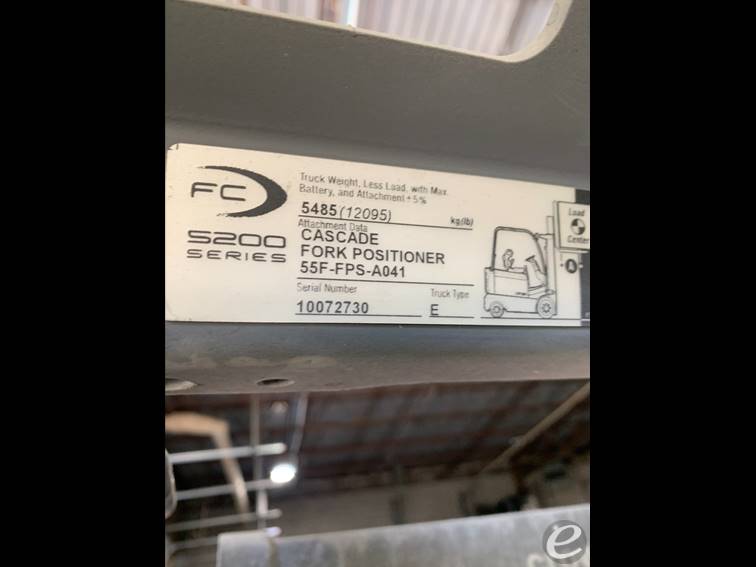 FC
5200
SERIES
Truck Weight, Less Load, with Max.
Battery, and Attachment ± 5%
5485 (12095) kg(lb)
Attachment Data
CASCADE
FORK POSITIONER
55F-FPS-A041
Serial Number
10072730
Truck Type
E
Load
Center
A
e